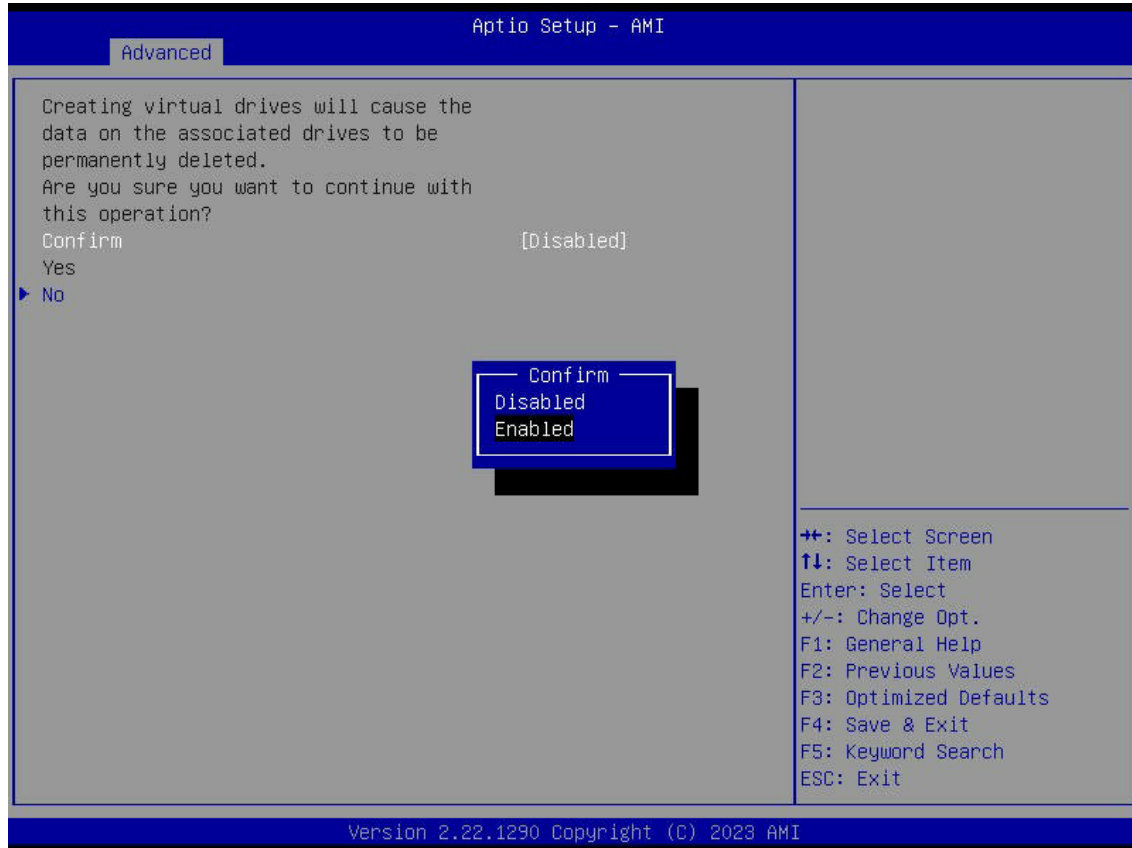 Aptio Setup – AMI
Advanced
Creating virtual drives will cause the
data on the associated drives to be
permanently deleted.
Are you sure you want to continue with
this operation?
Confirm [Disabled]
Yes
No
Confirm
Disabled
Enabled
→←: Select Screen
↑↓: Select Item
Enter: Select
+/-: Change Opt.
F1: General Help
F2: Previous Values
F3: Optimized Defaults
F4: Save & Exit
F5: Keyword Search
ESC: Exit
Version 2.22.1290 Copyright (C) 2023 AMI